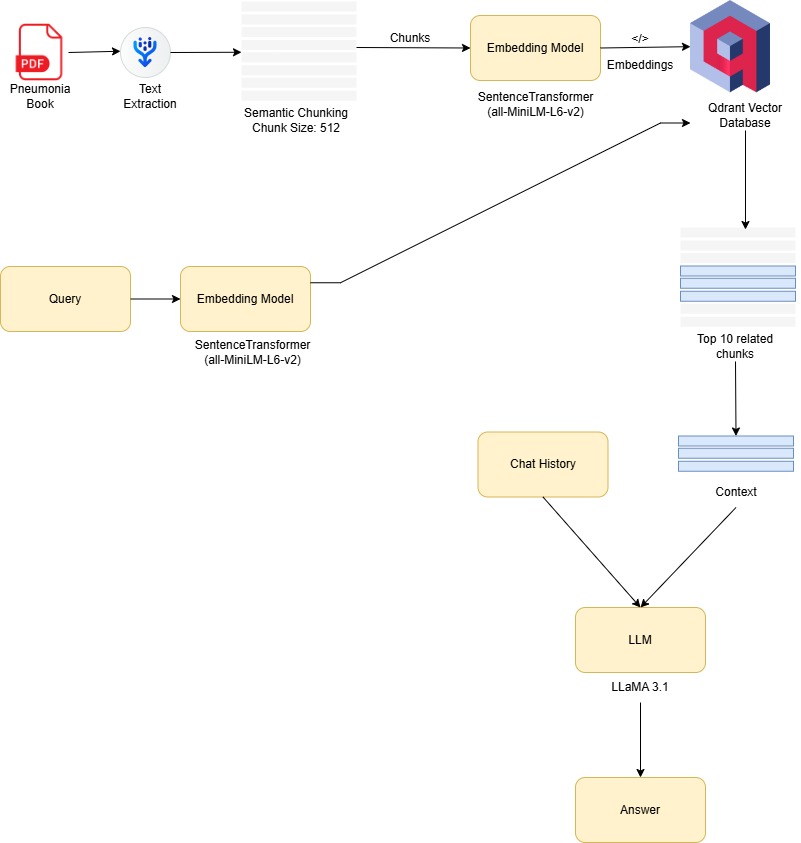 PDF
Pneumonia
Book
Text
Extraction
Semantic Chunking
Chunk Size: 512
Chunks
Embedding Model
SentenceTransformer
(all-MiniLM-L6-v2)
</>
Embeddings
Qdrant Vector
Database
Query
Embedding Model
SentenceTransformer
(all-MiniLM-L6-v2)
Top 10 related
chunks
Chat History
Context
LLM
LLaMA 3.1
Answer